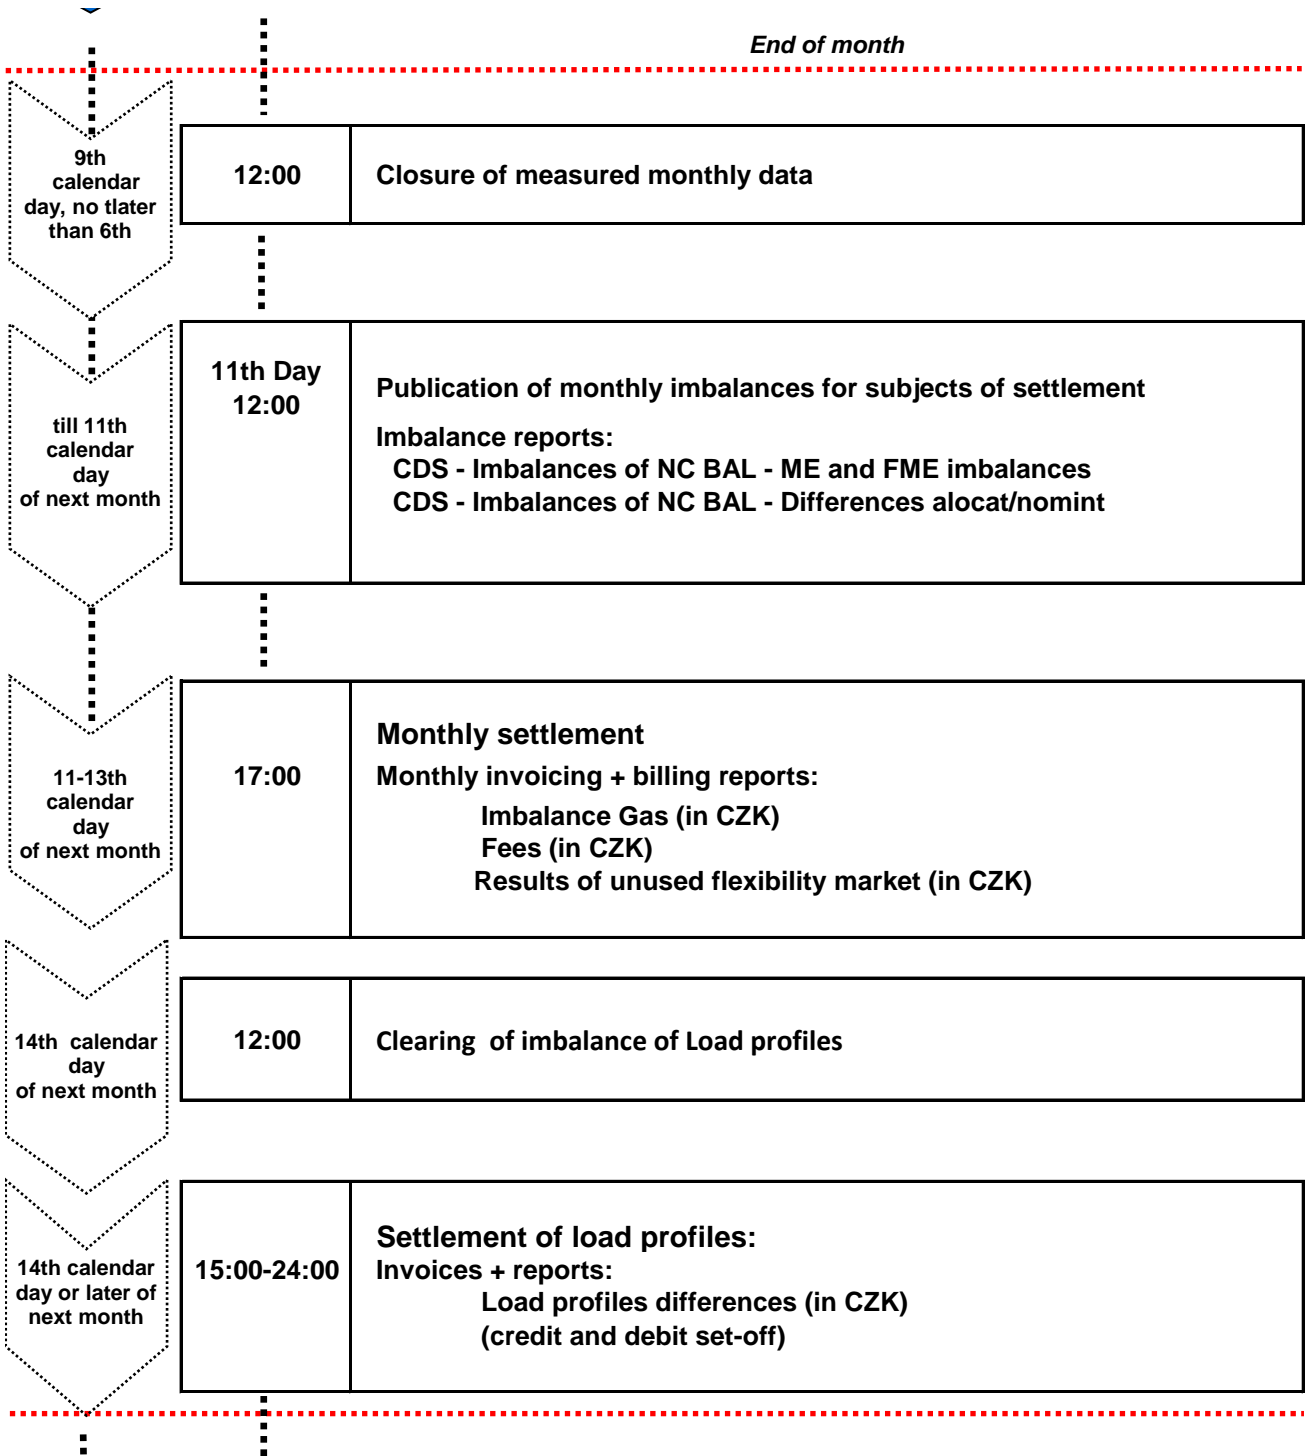 End of month
9th
calendar
day, no tlater
than 6th
12:00
Closure of measured monthly data
till 11th
calendar
day
of next month
11th Day
12:00
Publication of monthly imbalances for subjects of settlement
Imbalance reports:
CDS - Imbalances of NC BAL - ME and FME imbalances
CDS - Imbalances of NC BAL - Differences alocat/nomint
11-13th
calendar
day
of next month
17:00
Monthly settlement
Monthly invoicing + billing reports:
Imbalance Gas (in CZK)
Fees (in CZK)
Results of unused flexibility market (in CZK)
14th calendar
day
of next month
12:00
Clearing of imbalance of Load profiles
14th calendar
day or later of
next month
15:00-24:00
Settlement of load profiles:
Invoices + reports:
Load profiles differences (in CZK)
(credit and debit set-off)